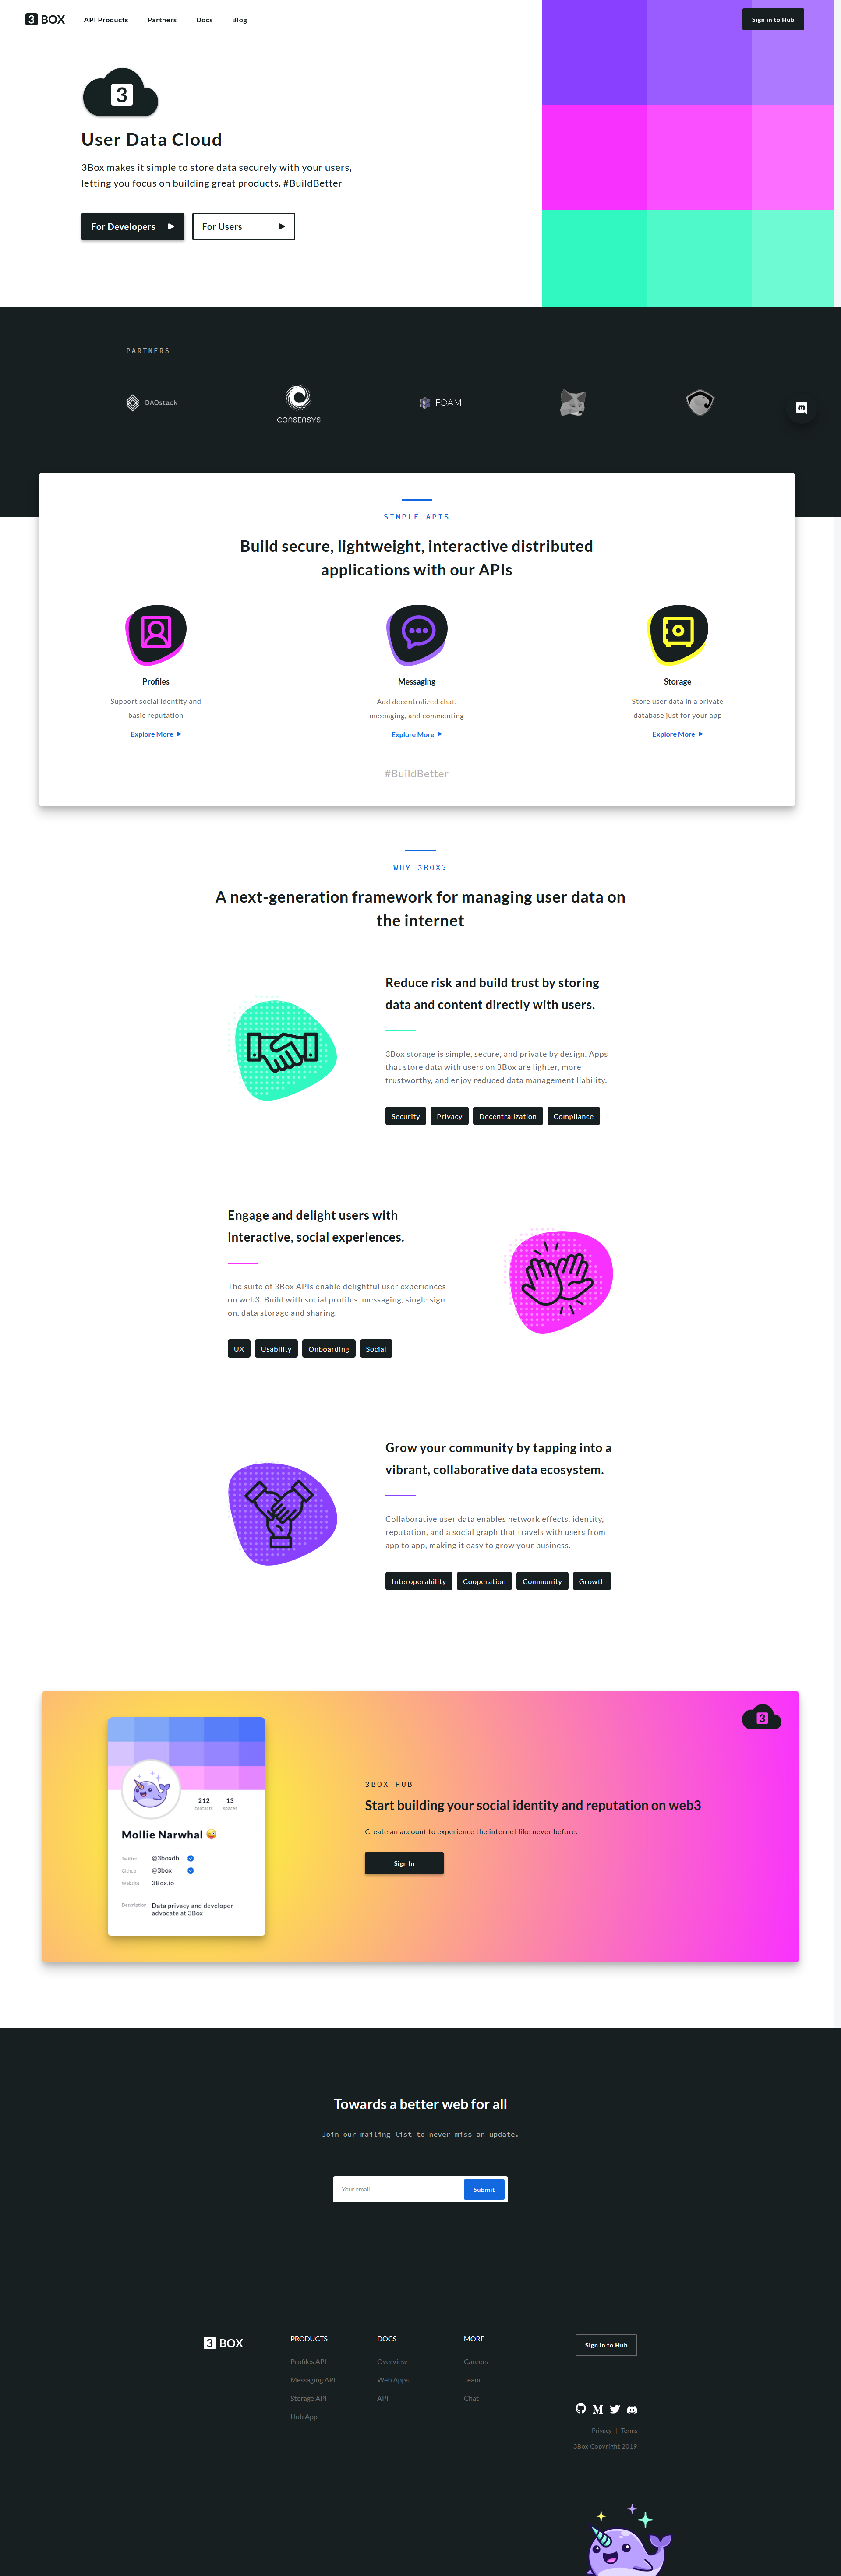 3 BOX
API Products
Partners
Docs
Blog
Sign in to Hub
3
User Data Cloud
3Box makes it simple to store data securely with your users,
letting you focus on building great products. #BuildBetter
For Developers
For Users
PARTNERS
DAOstack
CONSENSYS
FOAM
SIMPLE APIS
Build secure, lightweight, interactive distributed
applications with our APIs
Profiles
Support social identity and
basic reputation
Explore More
Messaging
Add decentralized chat,
messaging, and commenting
Explore More
Storage
Store user data in a private
database just for your app
Explore More
#BuildBetter
WHY 3BOX?
A next-generation framework for managing user data on
the internet
Reduce risk and build trust by storing
data and content directly with users.
3Box storage is simple, secure, and private by design. Apps
that store data with users on 3Box are lighter, more
trustworthy, and enjoy reduced data management liability.
Security
Privacy
Decentralization
Compliance
Engage and delight users with
interactive, social experiences.
The suite of 3Box APIs enable delightful user experiences
on web3. Build with social profiles, messaging, single sign
on, data storage and sharing.
UX
Usability
Onboarding
Social
Grow your community by tapping into a
vibrant, collaborative data ecosystem.
Collaborative user data enables network effects, identity,
reputation, and a social graph that travels with users from
app to app, making it easy to grow your business.
Interoperability
Cooperation
Community
Growth
3
212
contacts
13
spaces
Mollie Narwhal 😜
Twitter @3boxdb
Github @3box
Website 3Box.io
Description Data privacy and developer
advocate at 3Box
3BOX HUB
Start building your social identity and reputation on web3
Create an account to experience the internet like never before.
Sign In
Towards a better web for all
Join our mailing list to never miss an update.
Your email
Submit
3 BOX
PRODUCTS
Profiles API
Messaging API
Storage API
Hub App
DOCS
Overview
Web Apps
API
MORE
Careers
Team
Chat
Sign in to Hub
Privacy | Terms
3Box Copyright 2019